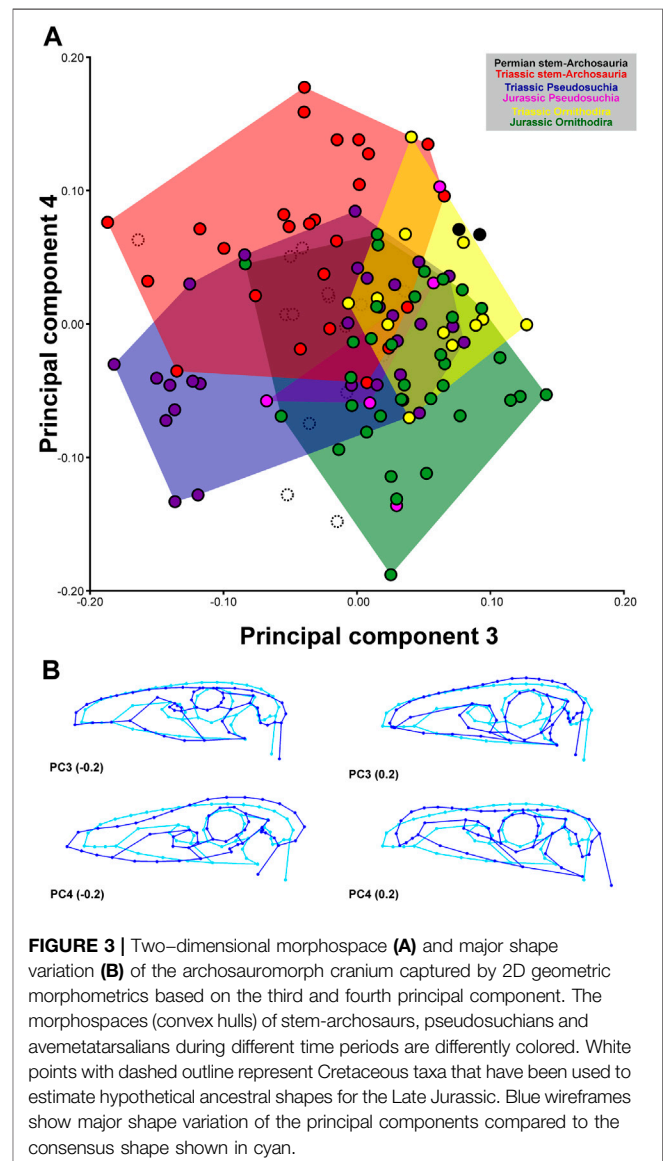 A
Permian stem-Archosauria
Triassic stem-Archosauria
Triassic Pseudosuchia
Jurassic Pseudosuchia
Triassic Ornithodira
Jurassic Ornithodira
0.20
0.10
0.00
-0.10
-0.20
Principal component 4
-0.20
-0.10
0.00
0.10
0.20
Principal component 3
B
PC3 (-0.2)
PC3 (0.2)
PC4 (-0.2)
PC4 (0.2)
FIGURE 3 | Two–dimensional morphospace (A) and major shape
variation (B) of the archosauromorph cranium captured by 2D geometric
morphometrics based on the third and fourth principal component. The
morphospaces (convex hulls) of stem-archosaurs, pseudosuchians and
avemetatarsalians during different time periods are differently colored. White
points with dashed outline represent Cretaceous taxa that have been used to
estimate hypothetical ancestral shapes for the Late Jurassic. Blue wireframes
show major shape variation of the principal components compared to the
consensus shape shown in cyan.